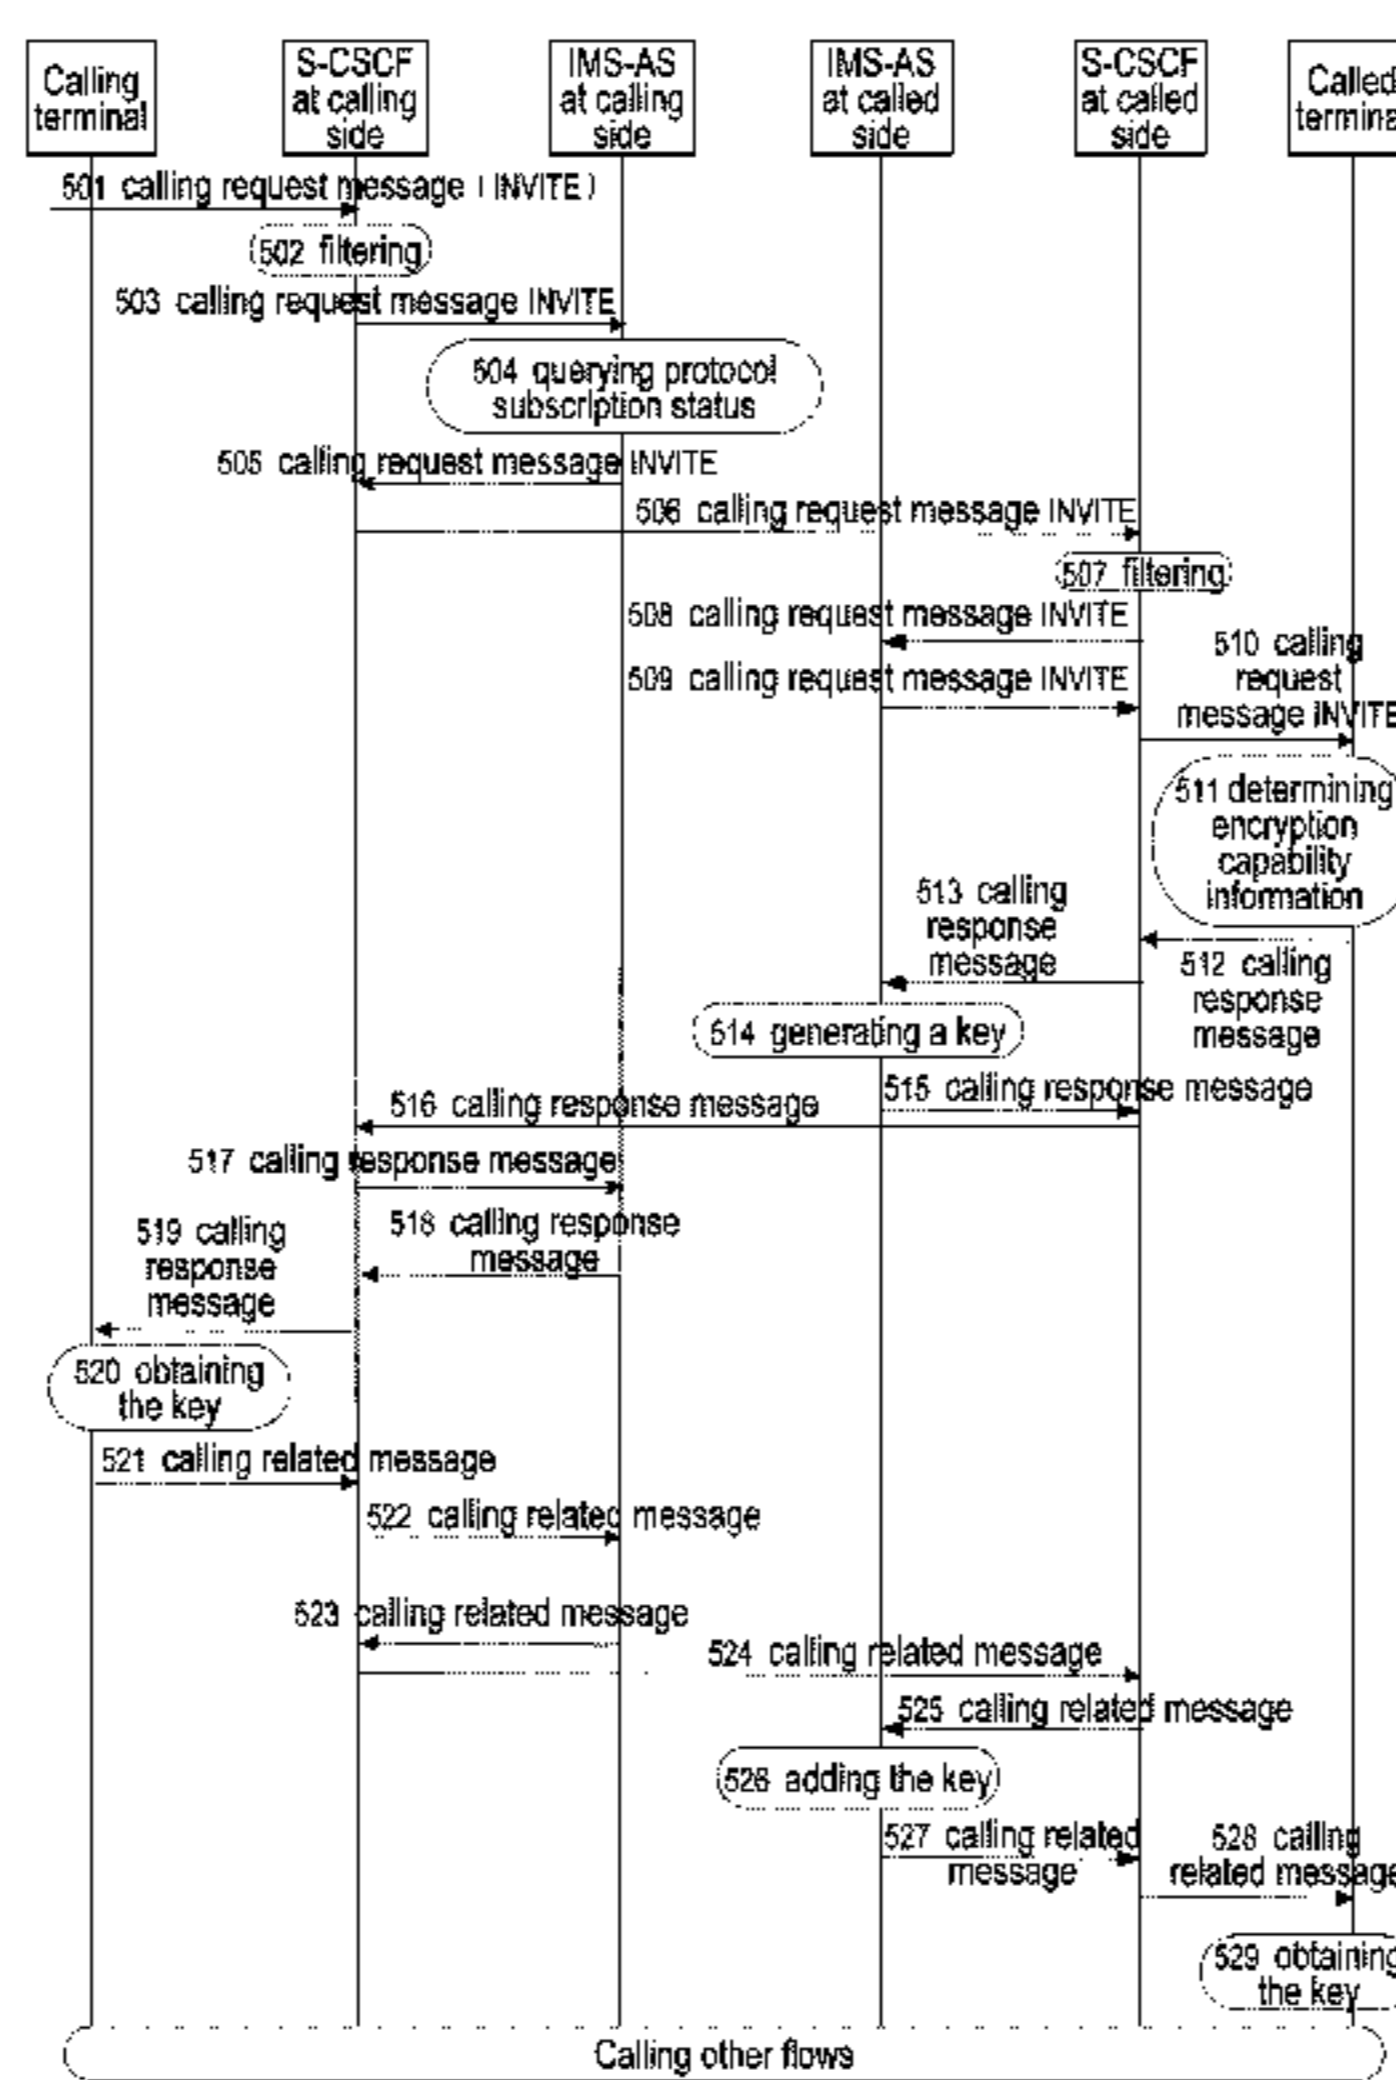 Calling
terminal
S-CSCF
at calling
side
IMS-AS
at calling
side
IMS-AS
at called
side
S-CSCF
at called
side
Called
termina
501 calling request message (INVITE)
502 filtering
503 calling request message INVITE
504 querying protocol
subscription status
505 calling request message INVITE
506 calling request message INVITE
507 filtering
508 calling request message INVITE
509 calling request message INVITE
510 calling
request
message INVITE
511 determining
encryption
capability
information
512 calling
response
message
513 calling
response
message
514 generating a key
515 calling response message
516 calling response message
517 calling response message
518 calling response
message
519 calling
response
message
520 obtaining
the key
521 calling related message
522 calling related message
523 calling related message
524 calling related message
525 calling related message
526 adding the key
527 calling related
message
528 calling
related message
529 obtaining
the key
Calling other flows